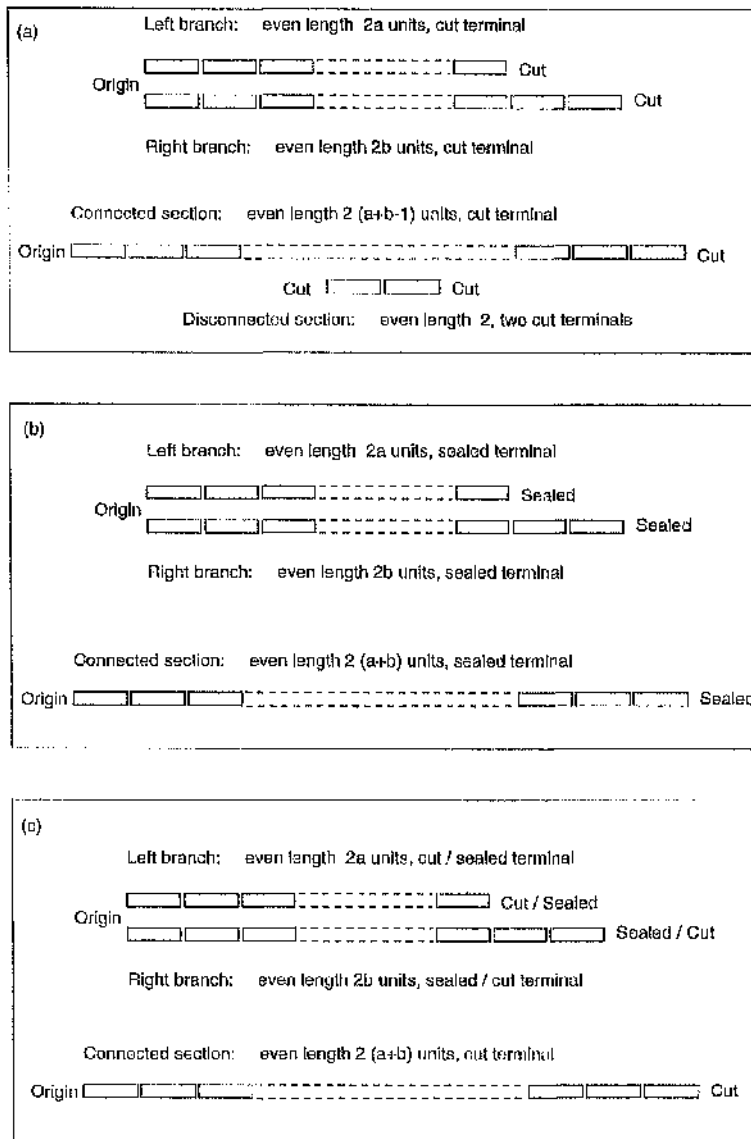 (a)
Left branch: even length 2a units, cut terminal
Cut
Origin
Cut
Right branch: even length 2b units, cut terminal
Connected section: even length 2 (a+b-1) units, cut terminal
Origin
Cut
Cut Cut
Disconnected section: even length 2, two cut terminals
(b)
Left branch: even length 2a units, sealed terminal
Sealed
Origin
Sealed
Right branch: even length 2b units, sealed terminal
Connected section: even length 2 (a+b) units, sealed terminal
Origin
Sealed
(c)
Left branch: even length 2a units, cut / sealed terminal
Cut / Sealed
Origin
Sealed / Cut
Right branch: even length 2b units, sealed / cut terminal
Connected section: even length 2 (a+b) units, cut terminal
Origin
Cut